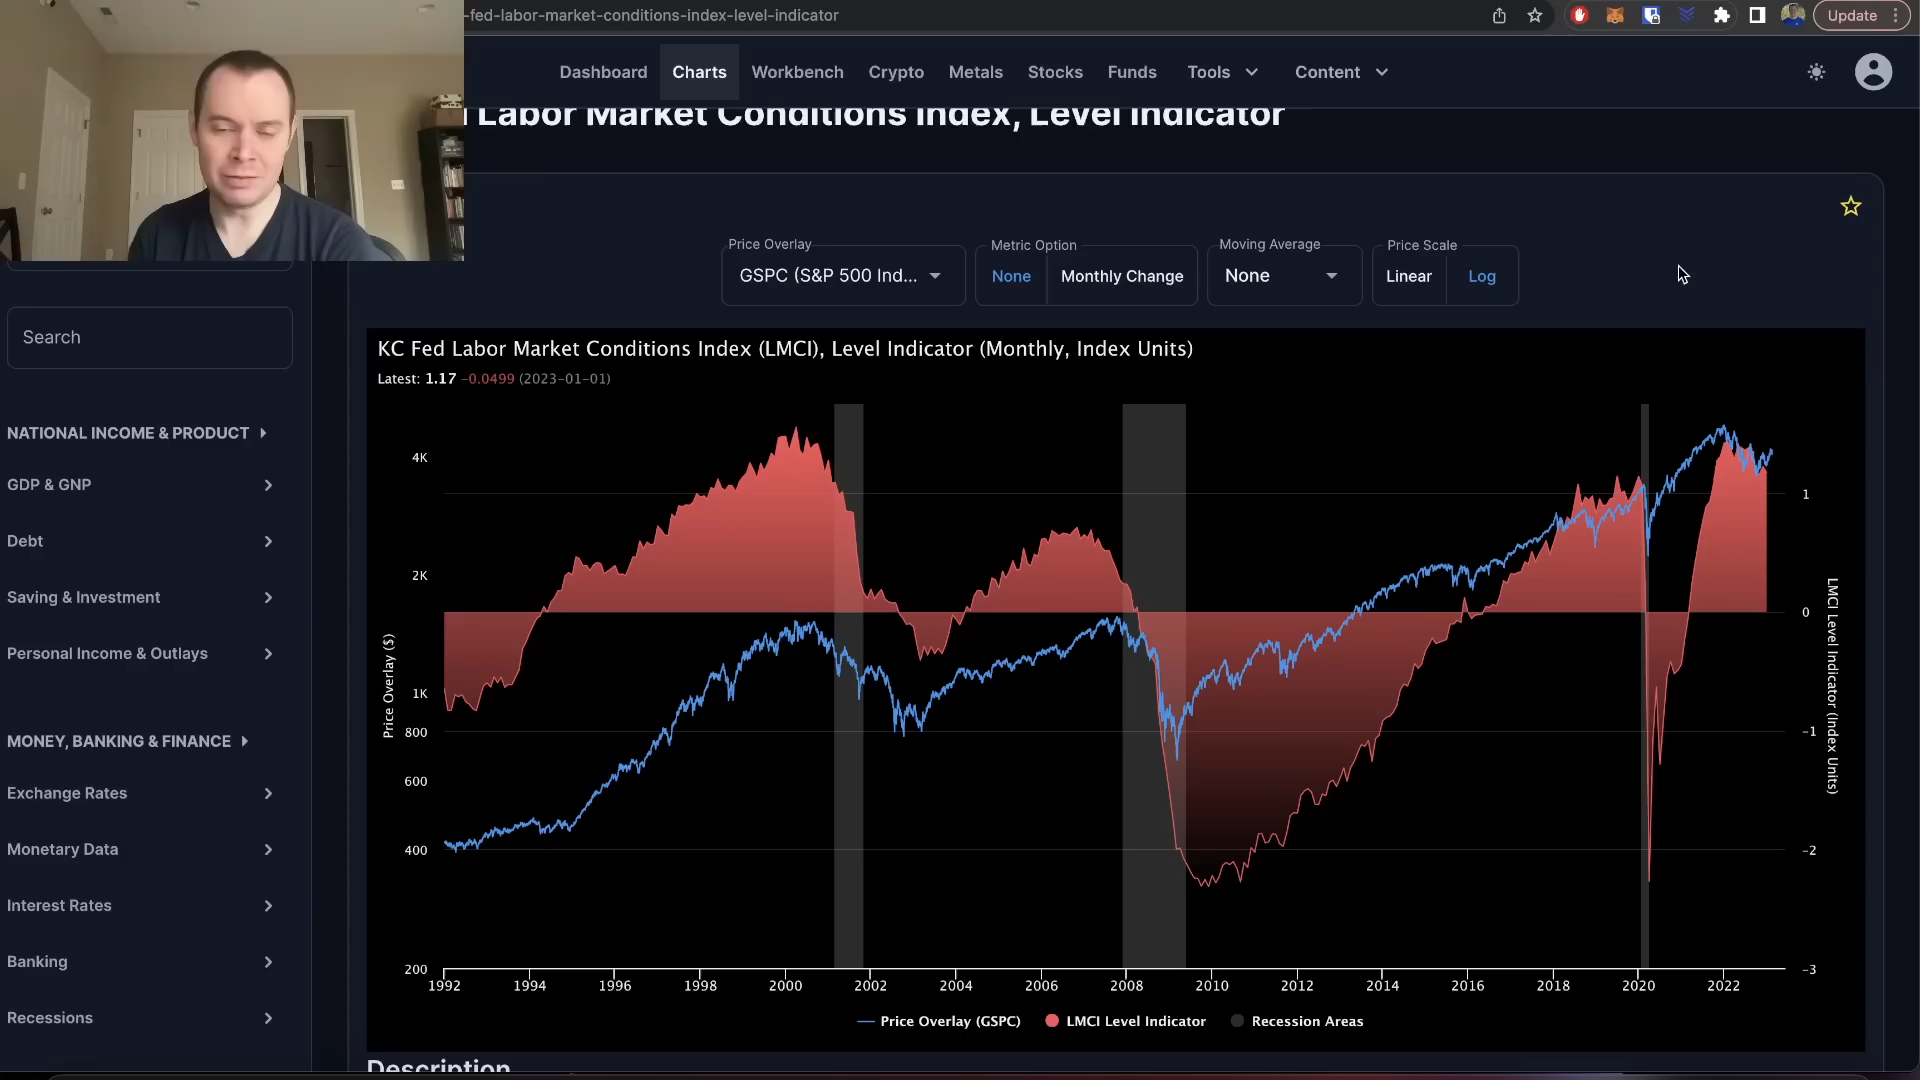 -fed-labor-market-conditions-index-level-indicator
Update
Dashboard Charts Workbench Crypto Metals Stocks Funds Tools Content
Labor Market Conditions Index, Level Indicator
Price Overlay
GSPC (S&P 500 Ind...
Metric Option
None Monthly Change
Moving Average
None
Price Scale
Linear Log
Search
NATIONAL INCOME & PRODUCT
GDP & GNP
Debt
Saving & Investment
Personal Income & Outlays
MONEY, BANKING & FINANCE
Exchange Rates
Monetary Data
Interest Rates
Banking
Recessions
KC Fed Labor Market Conditions Index (LMCI), Level Indicator (Monthly, Index Units)
Latest: 1.17 -0.0499 (2023-01-01)
4K
2K
1K
800
600
400
200
Price Overlay ($)
1
0
-1
-2
-3
LMCI Level Indicator (Index Units)
1992 1994 1996 1998 2000 2002 2004 2006 2008 2010 2012 2014 2016 2018 2020 2022
Price Overlay (GSPC) LMCI Level Indicator Recession Areas
Description